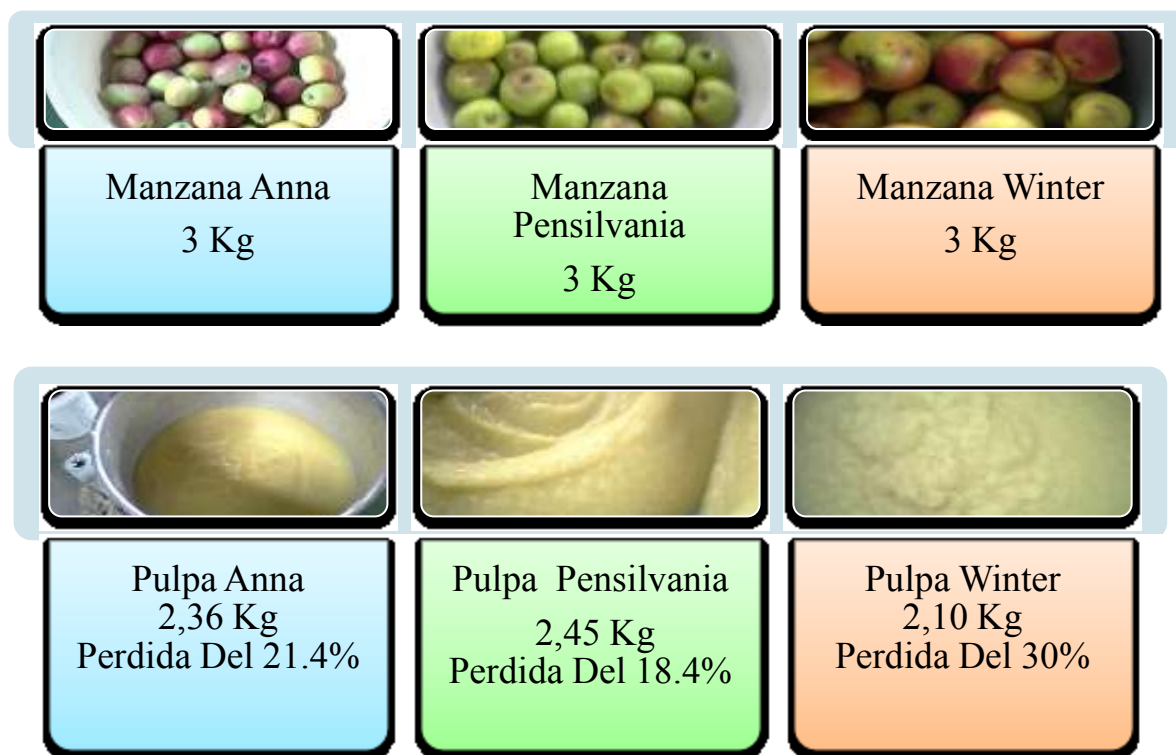 Manzana Anna
3 Kg
Manzana
Pensilvania
3 Kg
Manzana Winter
3 Kg
Pulpa Anna
2,36 Kg
Perdida Del 21.4%
Pulpa Pensilvania
2,45 Kg
Perdida Del 18.4%
Pulpa Winter
2,10 Kg
Perdida Del 30%